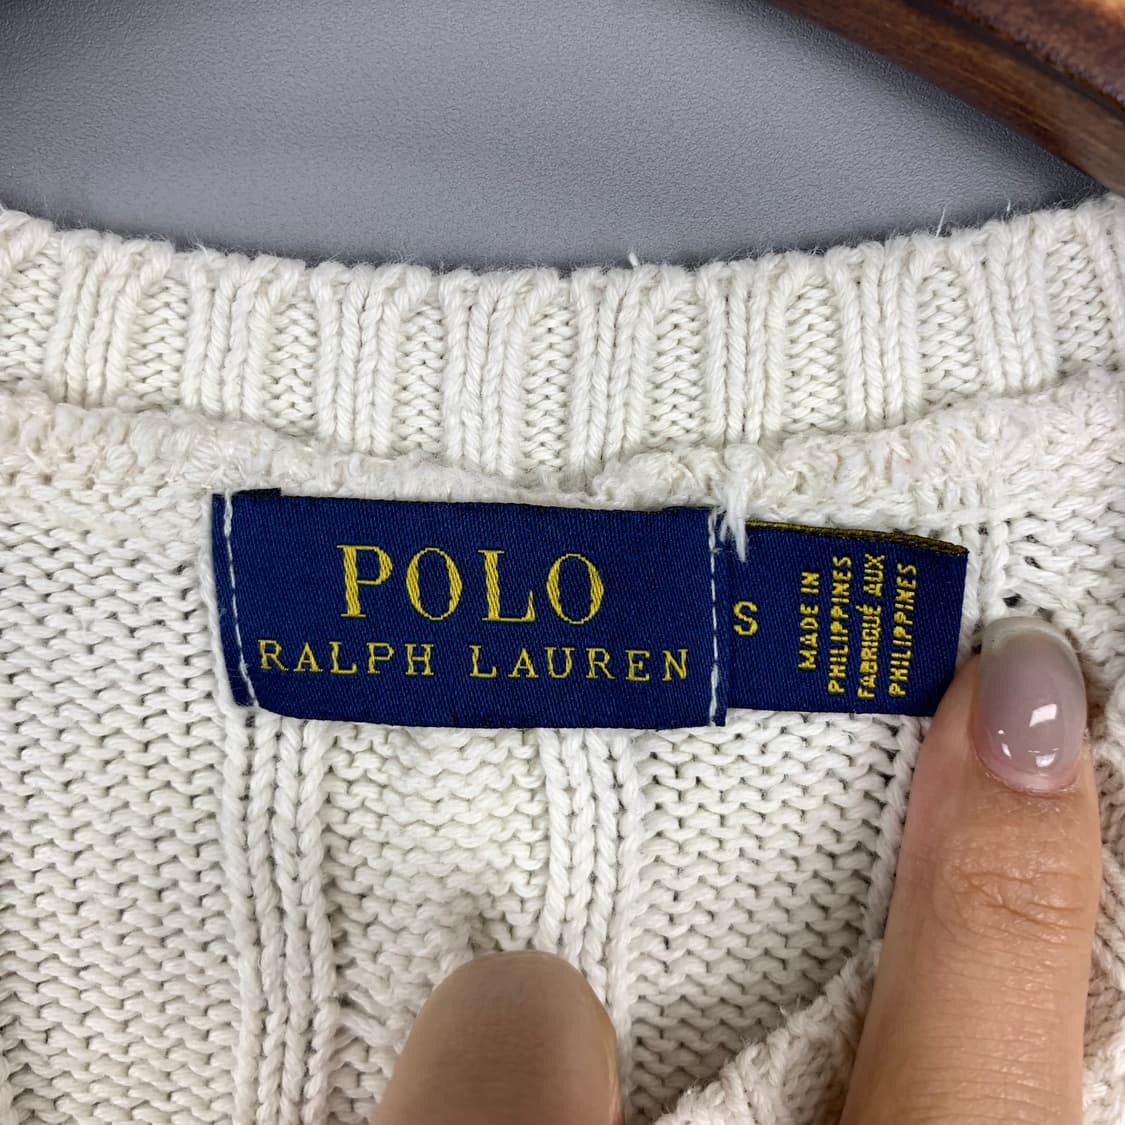 POLO
RALPH LAUREN
S
MADE IN
PHILIPPINES
FABRIQUÉ AUX
PHILIPPINES